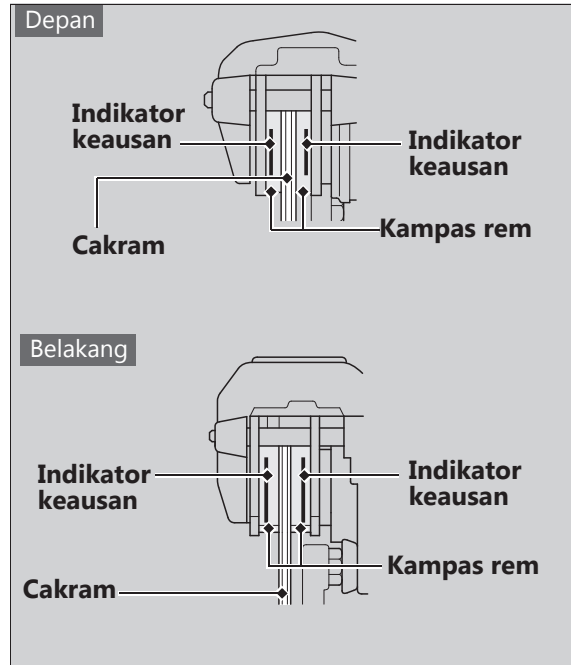 Depan
Indikator
keausan
Indikator
keausan
Kampas rem
Cakram
Belakang
Indikator
keausan
Indikator
keausan
Kampas rem
Cakram